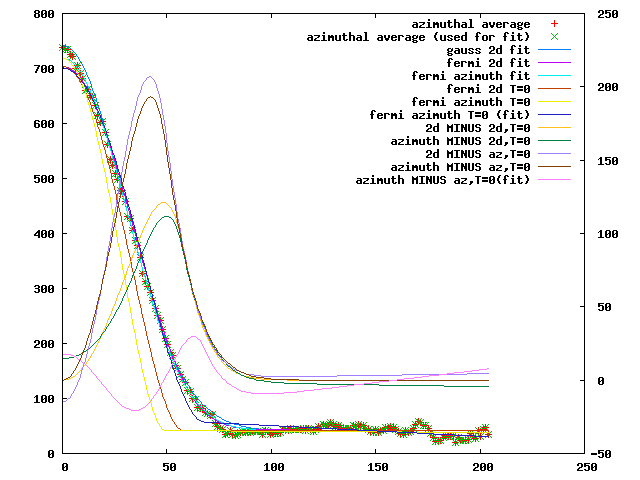 800
700
600
500
400
300
200
100
0
250
200
150
100
50
0
-50
0
50
100
150
200
250
azimuthal average
azimuthal average (used for fit)
gauss 2d fit
fermi 2d fit
fermi azimuth fit
fermi 2d T=0
fermi azimuth T=0
fermi azimuth T=0 (fit)
2d MINUS 2d,T=0
azimuth MINUS 2d,T=0
2d MINUS az,T=0
azimuth MINUS az,T=0
azimuth MINUS az,T=0(fit)